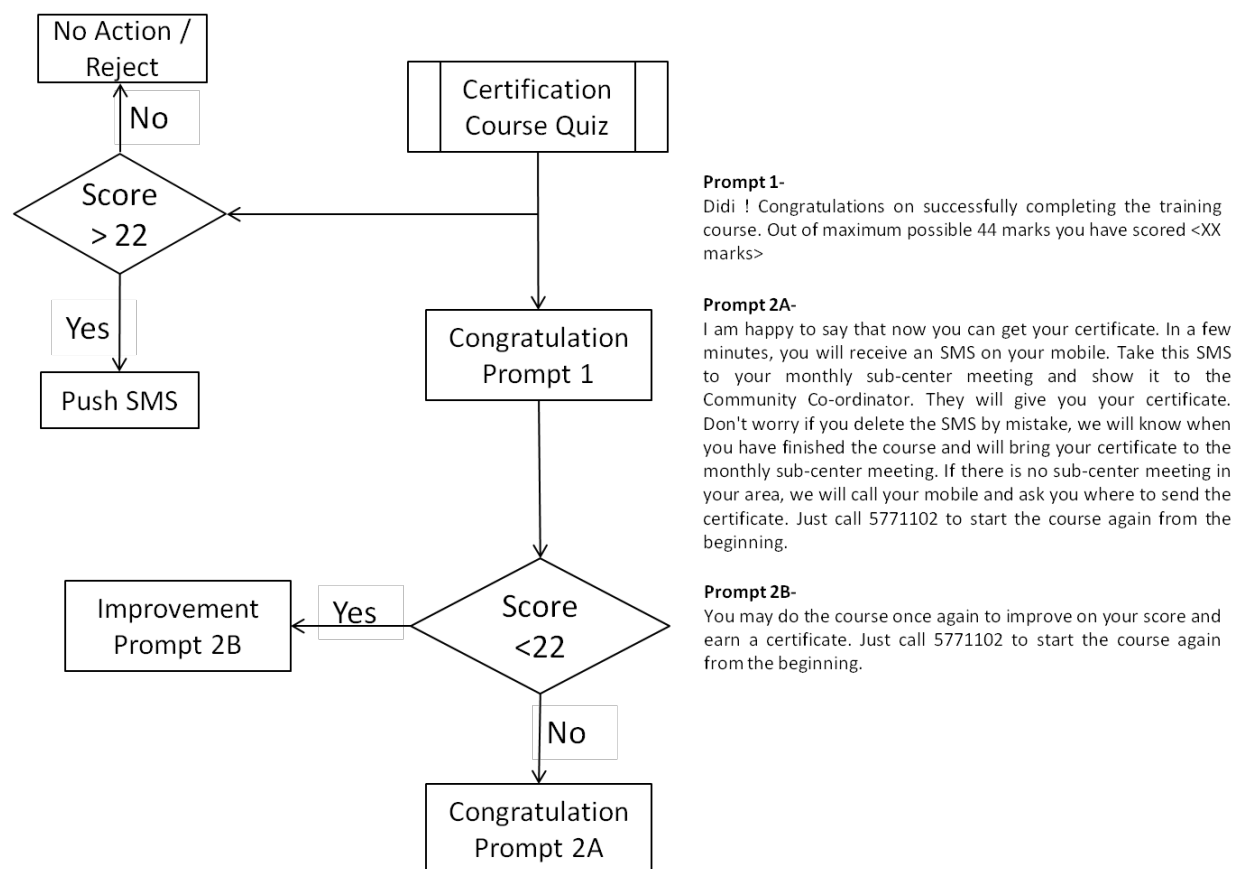 No Action /
Reject
No
Score
> 22
Yes
Push SMS
Certification
Course Quiz
Congratulation
Prompt 1
Score
<22
Yes
Improvement
Prompt 2B
No
Congratulation
Prompt 2A
Prompt 1-
Didi ! Congratulations on successfully completing the training
course. Out of maximum possible 44 marks you have scored <XX
marks>
Prompt 2A-
I am happy to say that now you can get your certificate. In a few
minutes, you will receive an SMS on your mobile. Take this SMS
to your monthly sub-center meeting and show it to the
Community Co-ordinator. They will give you your certificate.
Don't worry if you delete the SMS by mistake, we will know when
you have finished the course and will bring your certificate to the
monthly sub-center meeting. If there is no sub-center meeting in
your area, we will call your mobile and ask you where to send the
certificate. Just call 5771102 to start the course again from the
beginning.
Prompt 2B-
You may do the course once again to improve on your score and
earn a certificate. Just call 5771102 to start the course again
from the beginning.